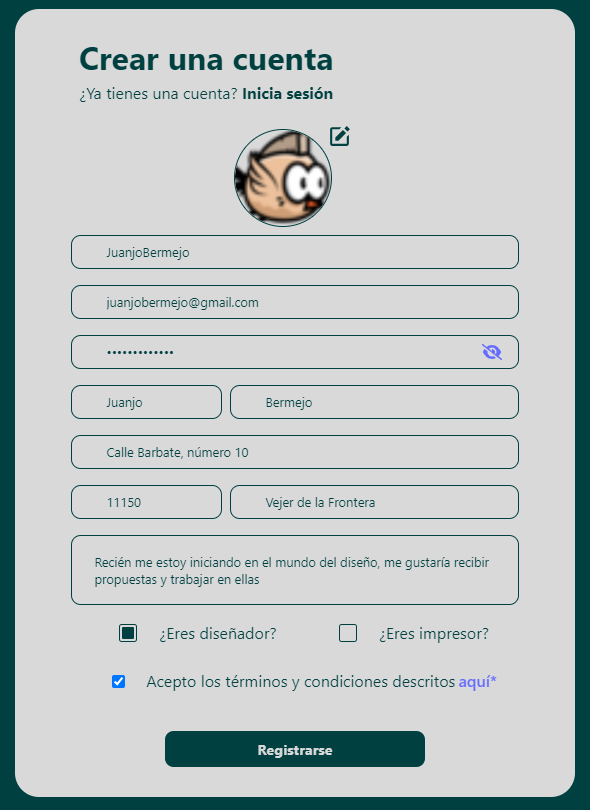 Crear una cuenta
¿Ya tienes una cuenta? Inicia sesión
JuanjoBermejo
juanjobermejo@gmail.com
•••••••••••••
Juanjo
Bermejo
Calle Barbate, número 10
11150
Vejer de la Frontera
Recién me estoy iniciando en el mundo del diseño, me gustaría recibir
propuestas y trabajar en ellas
¿Eres diseñador?
¿Eres impresor?
Acepto los términos y condiciones descritos aquí*
Registrarse